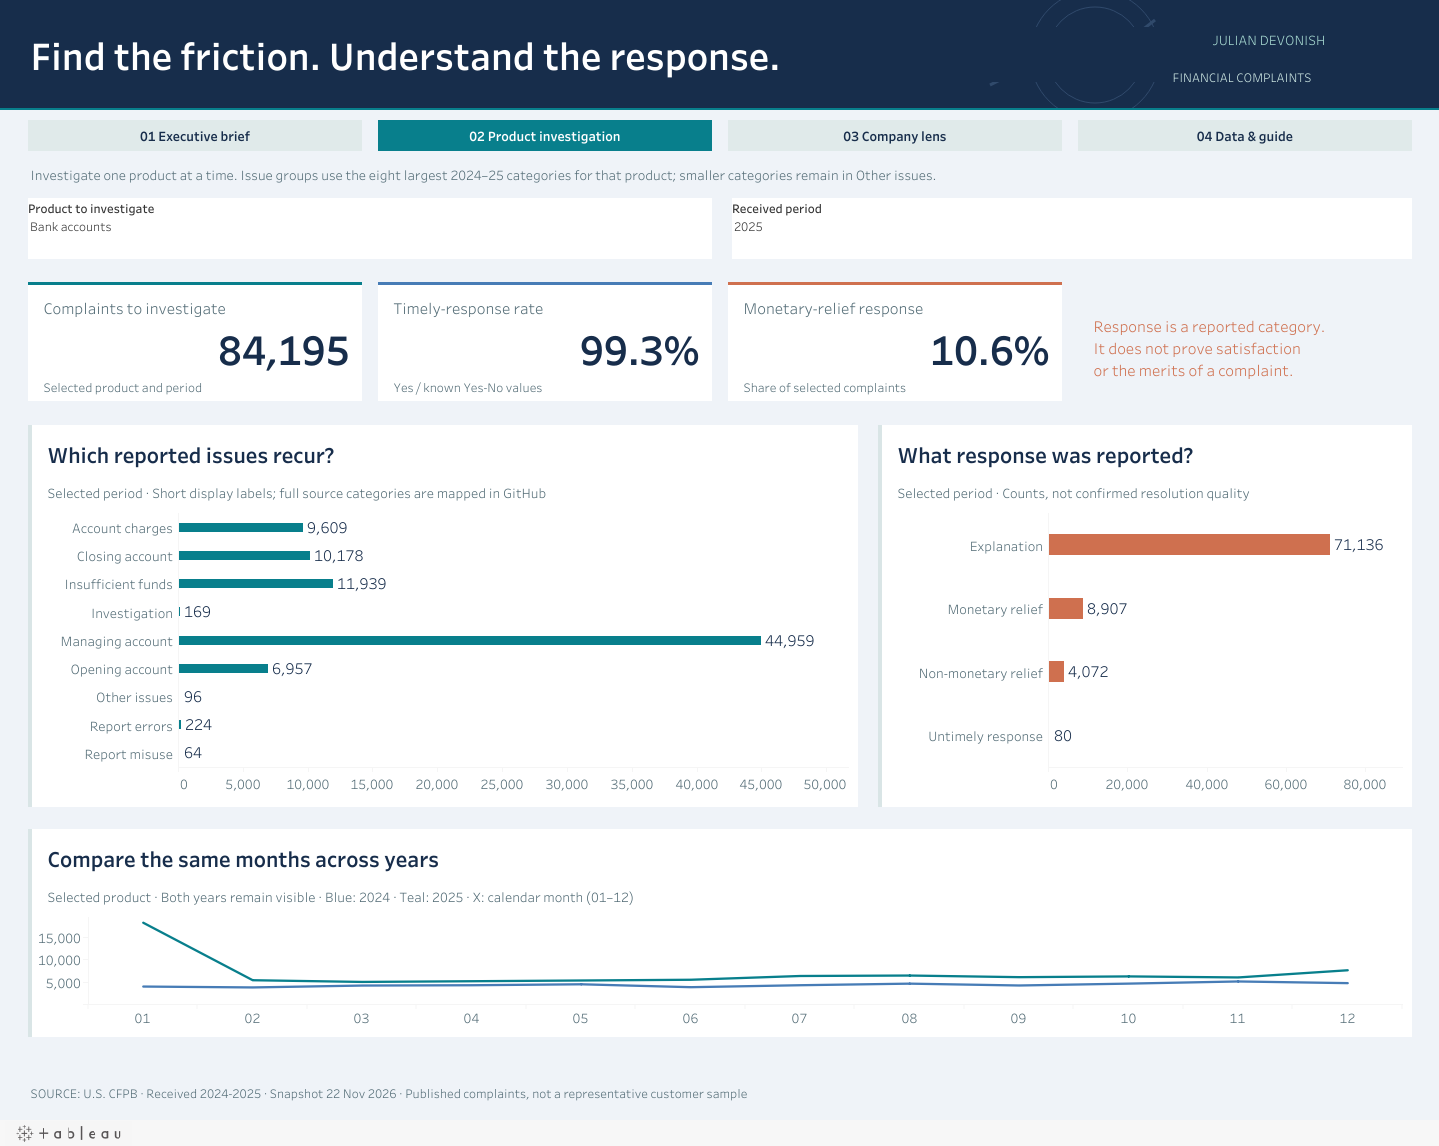 Find the friction. Understand the response.
JULIAN DEVONISH
FINANCIAL COMPLAINTS
01 Executive brief
02 Product investigation
03 Company lens
04 Data & guide
Investigate one product at a time. Issue groups use the eight largest 2024–25 categories for that product; smaller categories remain in Other issues.
Product to investigate
Bank accounts
Received period
2025
Complaints to investigate
84,195
Selected product and period
Timely-response rate
99.3%
Yes / known Yes-No values
Monetary-relief response
10.6%
Share of selected complaints
Response is a reported category.
It does not prove satisfaction
or the merits of a complaint.
Which reported issues recur?
Selected period · Short display labels; full source categories are mapped in GitHub
Account charges 9,609
Closing account 10,178
Insufficient funds 11,939
Investigation 169
Managing account 44,959
Opening account 6,957
Other issues 96
Report errors 224
Report misuse 64
0 5,000 10,000 15,000 20,000 25,000 30,000 35,000 40,000 45,000 50,000
What response was reported?
Selected period · Counts, not confirmed resolution quality
Explanation 71,136
Monetary relief 8,907
Non-monetary relief 4,072
Untimely response 80
0 20,000 40,000 60,000 80,000
Compare the same months across years
Selected product · Both years remain visible · Blue: 2024 · Teal: 2025 · X: calendar month (01–12)
15,000
10,000
5,000
01 02 03 04 05 06 07 08 09 10 11 12
SOURCE: U.S. CFPB · Received 2024-2025 · Snapshot 22 Nov 2026 · Published complaints, not a representative customer sample
+ableau